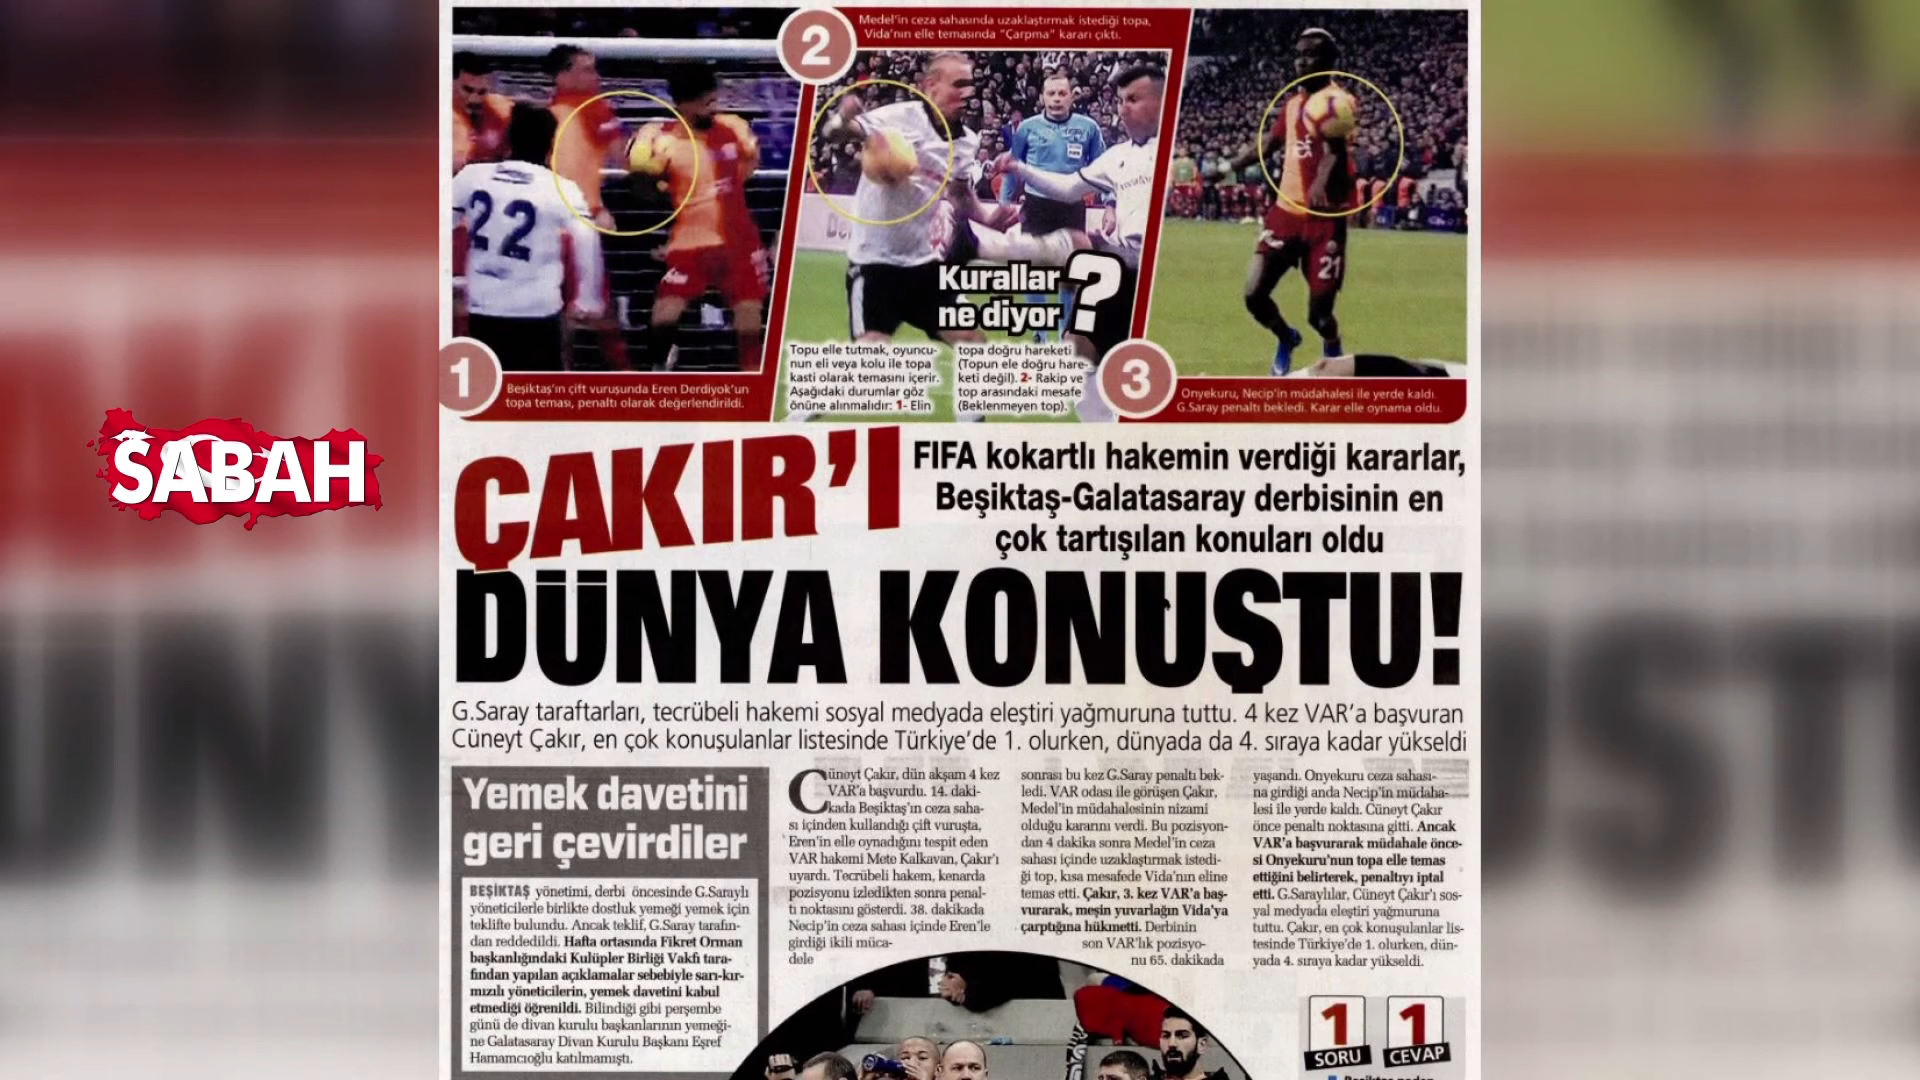 SABAH
22
1
Beşiktaş'ın çift vuruşunda Eren Derdiyok'un
topa teması, penaltı olarak değerlendirildi.
2
Medel'in ceza sahasında uzaklaştırmak istediği topa,
Vida'nın elle temasında "Çarpma" kararı çıktı.
Kurallar
ne diyor ?
Topu elle tutmak, oyuncu-
nun eli veya kolu ile topa
kasti olarak temasını içerir.
Aşağıdaki durumlar göz
önüne alınmalıdır: 1- Elin
topa doğru hareketi
(Topun ele doğru hare-
keti değil). 2- Rakip ve
top arasındaki mesafe
(Beklenmeyen top).
21
3
Onyekuru, Necip'in müdahalesi ile yerde kaldı.
G.Saray penaltı bekledi. Karar elle oynama oldu.
ÇAKIR'I
FIFA kokartlı hakemin verdiği kararlar,
Beşiktaş-Galatasaray derbisinin en
çok tartışılan konuları oldu
DÜNYA KONUŞTU!
G.Saray taraftarları, tecrübeli hakemi sosyal medyada eleştiri yağmuruna tuttu. 4 kez VAR'a başvuran
Cüneyt Çakır, en çok konuşulanlar listesinde Türkiye'de 1. olurken, dünyada da 4. sıraya kadar yükseldi
Yemek davetini
geri çevirdiler
BEŞİKTAŞ yönetimi, derbi öncesinde G.Saraylı
yöneticilerle birlikte dostluk yemeği yemek için
teklifte bulundu. Ancak teklif, G.Saray tarafın-
dan reddedildi. Hafta ortasında Fikret Orman
başkanlığındaki Kulüpler Birliği Vakfı tara-
fından yapılan açıklamalar sebebiyle sarı-kır-
mızılı yöneticilerin, yemek davetini kabul
etmediği öğrenildi. Bilindiği gibi perşembe
günü de divan kurulu başkanlarının yemeği-
ne Galatasaray Divan Kurulu Başkanı Eşref
Hamamcıoğlu katılmamıştı.
Cüneyt Çakır, dün akşam 4 kez
VAR'a başvurdu. 14. daki-
kada Beşiktaş'ın ceza saha-
sı içinden kullandığı çift vuruşta,
Eren'in elle oynadığını tespit eden
VAR hakemi Mete Kalkavan, Çakır'ı
uyardı. Tecrübeli hakem, kenarda
pozisyonu izledikten sonra penal-
tı noktasını gösterdi. 38. dakikada
Necip'in ceza sahası içinde Eren'le
girdiği ikili müca-
dele
sonrası bu kez G.Saray penaltı bek-
ledi. VAR odası ile görüşen Çakır,
Medel'in müdahalesinin nizami
olduğu kararını verdi. Bu pozisyon-
dan 4 dakika sonra Medel'in ceza
sahası içinde uzaklaştırmak istedi-
ği top, kısa mesafede Vida'nın eline
temas etti. Çakır, 3. kez VAR'a baş-
vurarak, meşin yuvarlağın Vida'ya
çarptığına hükmetti. Derbinin
son VAR'lık pozisyo-
nu 65. dakikada
yaşandı. Onyekuru ceza sahası-
na girdiği anda Necip'in müdaha-
lesi ile yerde kaldı. Cüneyt Çakır
önce penaltı noktasına gitti. Ancak
VAR'a başvurarak müdahale önce-
si Onyekuru'nun topa elle temas
ettiğini belirterek, penaltıyı iptal
etti. G.Saraylılar, Cüneyt Çakır'ı sos-
yal medyada eleştiri yağmuruna
tuttu. Çakır, en çok konuşulanlar lis-
tesinde Türkiye'de 1. olurken, dün-
yada 4. sıraya kadar yükseldi.
1 SORU 1 CEVAP